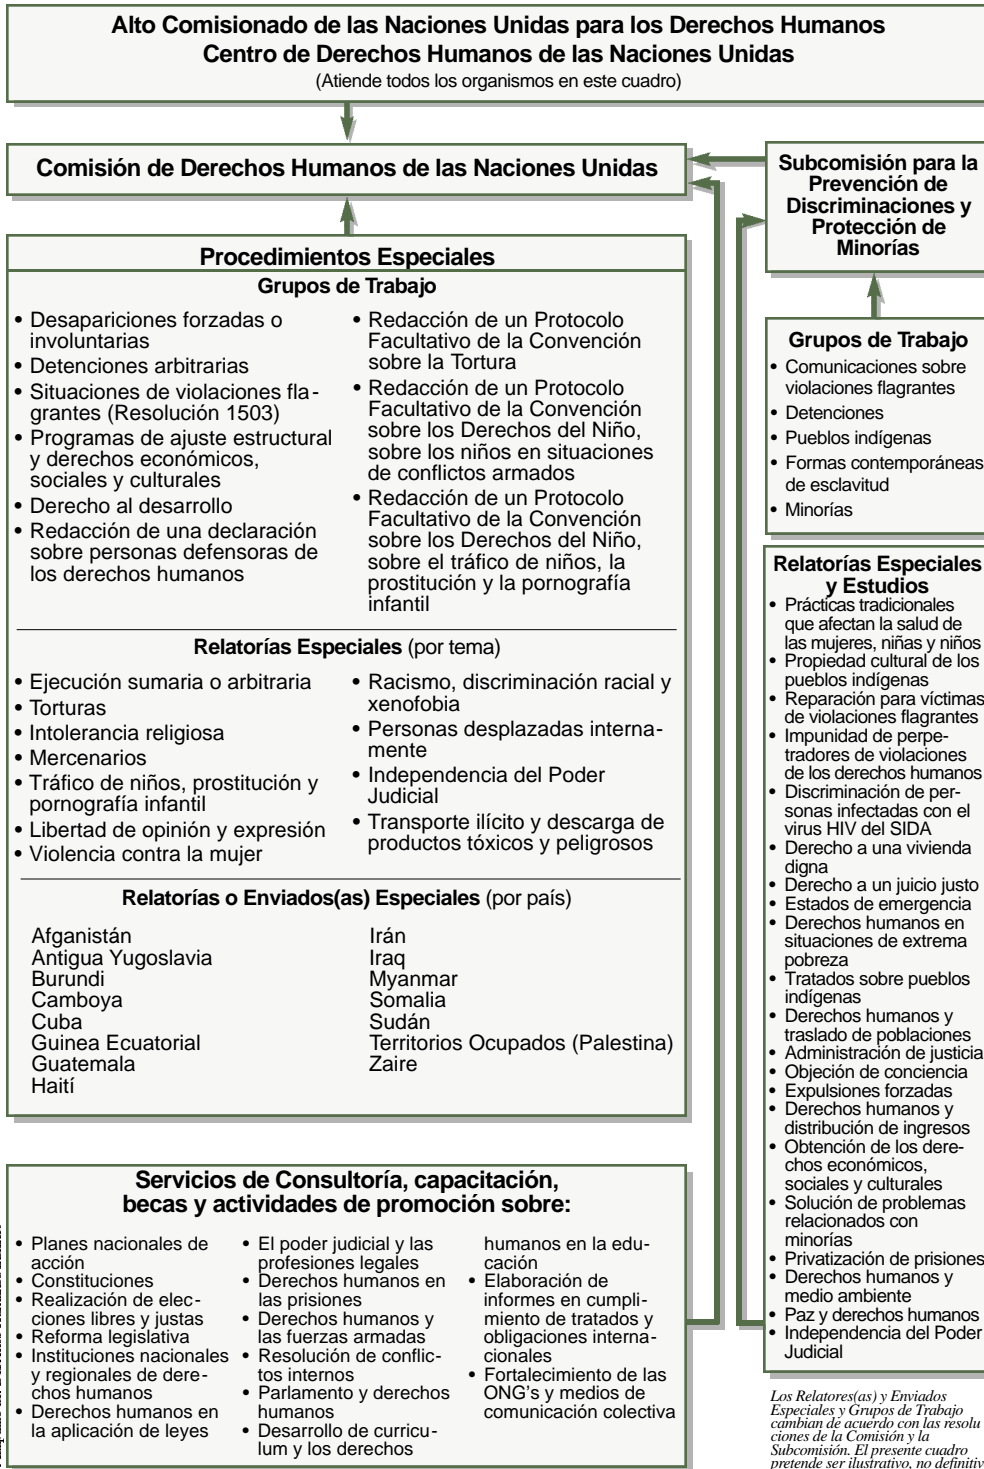 Alto Comisionado de las Naciones Unidas para los Derechos Humanos
Centro de Derechos Humanos de las Naciones Unidas
(Atiende todos los organismos en este cuadro)
Comisión de Derechos Humanos de las Naciones Unidas
Procedimientos Especiales
Grupos de Trabajo
• Desapariciones forzadas o
involuntarias
• Detenciones arbitrarias
• Situaciones de violaciones fla-
grantes (Resolución 1503)
• Programas de ajuste estructural
y derechos económicos,
sociales y culturales
• Derecho al desarrollo
• Redacción de una declaración
sobre personas defensoras de
los derechos humanos
• Redacción de un Protocolo
Facultativo de la Convención
sobre la Tortura
• Redacción de un Protocolo
Facultativo de la Convención
sobre los Derechos del Niño,
sobre los niños en situaciones
de conflictos armados
• Redacción de un Protocolo
Facultativo de la Convención
sobre los Derechos del Niño,
sobre el tráfico de niños, la
prostitución y la pornografía
infantil
Relatorías Especiales (por tema)
• Ejecución sumaria o arbitraria
• Torturas
• Intolerancia religiosa
• Mercenarios
• Tráfico de niños, prostitución y
pornografía infantil
• Libertad de opinión y expresión
• Violencia contra la mujer
• Racismo, discriminación racial y
xenofobia
• Personas desplazadas interna-
mente
• Independencia del Poder
Judicial
• Transporte ilícito y descarga de
productos tóxicos y peligrosos
Relatorías o Enviados(as) Especiales (por país)
Afganistán
Antigua Yugoslavia
Burundi
Camboya
Cuba
Guinea Ecuatorial
Guatemala
Haití
Irán
Iraq
Myanmar
Somalia
Sudán
Territorios Ocupados (Palestina)
Zaire
Servicios de Consultoría, capacitación,
becas y actividades de promoción sobre:
• Planes nacionales de
acción
• Constituciones
• Realización de elec-
ciones libres y justas
• Reforma legislativa
• Instituciones nacionales
y regionales de dere-
chos humanos
• Derechos humanos en
la aplicación de leyes
• El poder judicial y las
profesiones legales
• Derechos humanos en
las prisiones
• Derechos humanos y
las fuerzas armadas
• Resolución de conflic-
tos internos
• Parlamento y derechos
humanos
• Desarrollo de curricu-
lum y los derechos
humanos en la edu-
cación
• Elaboración de
informes en cumpli-
miento de tratados y
obligaciones interna-
cionales
• Fortalecimiento de las
ONG's y medios de
comunicación colectiva
Subcomisión para la
Prevención de
Discriminaciones y
Protección de
Minorías
Grupos de Trabajo
• Comunicaciones sobre
violaciones flagrantes
• Detenciones
• Pueblos indígenas
• Formas contemporáneas
de esclavitud
• Minorías
Relatorías Especiales
y Estudios
• Prácticas tradicionales
que afectan la salud de
las mujeres, niñas y niños
• Propiedad cultural de los
pueblos indígenas
• Reparación para víctimas
de violaciones flagrantes
• Impunidad de perpe-
tradores de violaciones
de los derechos humanos
• Discriminación de per-
sonas infectadas con el
virus HIV del SIDA
• Derecho a una vivienda
digna
• Derecho a un juicio justo
• Estados de emergencia
• Derechos humanos en
situaciones de extrema
pobreza
• Tratados sobre pueblos
indígenas
• Derechos humanos y
traslado de poblaciones
• Administración de justicia
• Objeción de conciencia
• Expulsiones forzadas
• Derechos humanos y
distribución de ingresos
• Obtención de los dere-
chos económicos,
sociales y culturales
• Solución de problemas
relacionados con
minorías
• Privatización de prisiones
• Derechos humanos y
medio ambiente
• Paz y derechos humanos
• Independencia del Poder
Judicial
Los Relatores(as) y Enviados
Especiales y Grupos de Trabajo
cambian de acuerdo con las resolu
ciones de la Comisión y la
Subcomisión. El presente cuadro
pretende ser ilustrativo, no definitiv